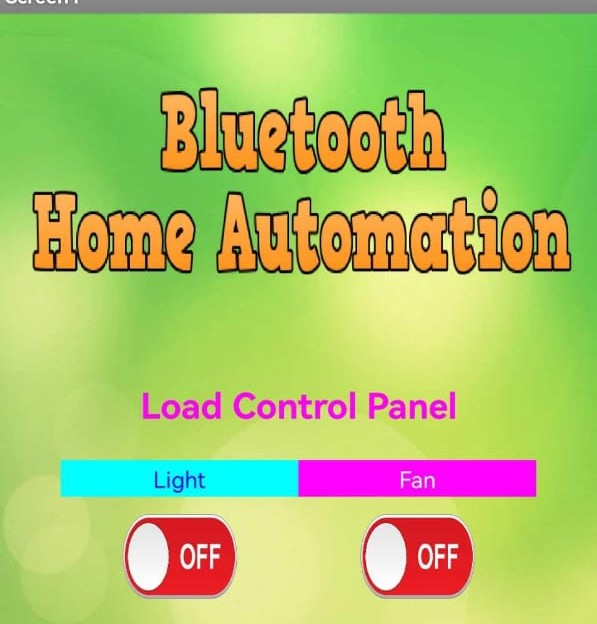 Bluetooth
Home Automation
Load Control Panel
Light Fan
OFF OFF